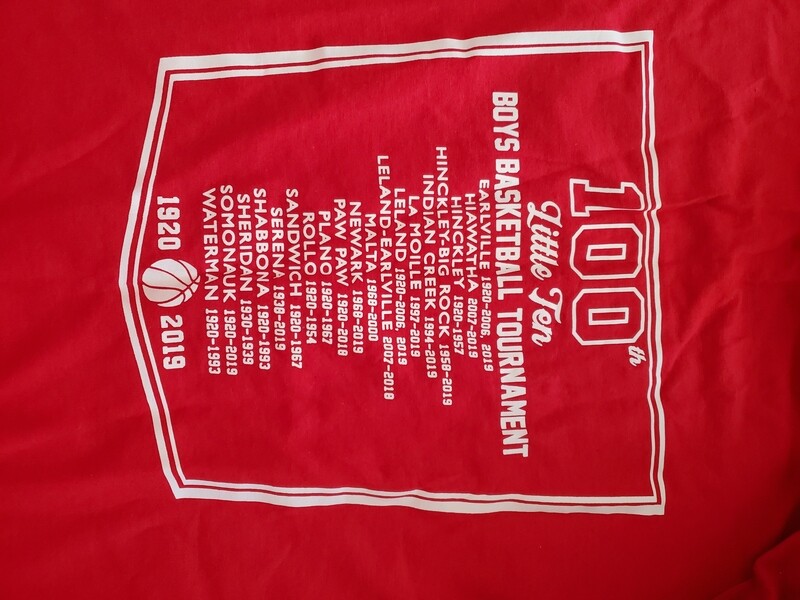 100th
Little Ten
BOYS BASKETBALL TOURNAMENT
EARLVILLE 1920-2006, 2019
HIAWATHA 2007-2019
HINCKLEY 1920-1957
HINCKLEY-BIG ROCK 1958-2019
INDIAN CREEK 1994-2019
LA MOILLE 1997-2019
LELAND 1920-2006, 2019
LELAND-EARLVILLE 2007-2018
MALTA 1968-2000
NEWARK 1968-2019
PAW PAW 1920-2018
PLANO 1920-1967
ROLLO 1920-1954
SANDWICH 1920-1967
SERENA 1938-2019
SHABBONA 1920-1993
SHERIDAN 1930-1939
SOMONAUK 1920-2019
WATERMAN 1920-1993
1920 2019